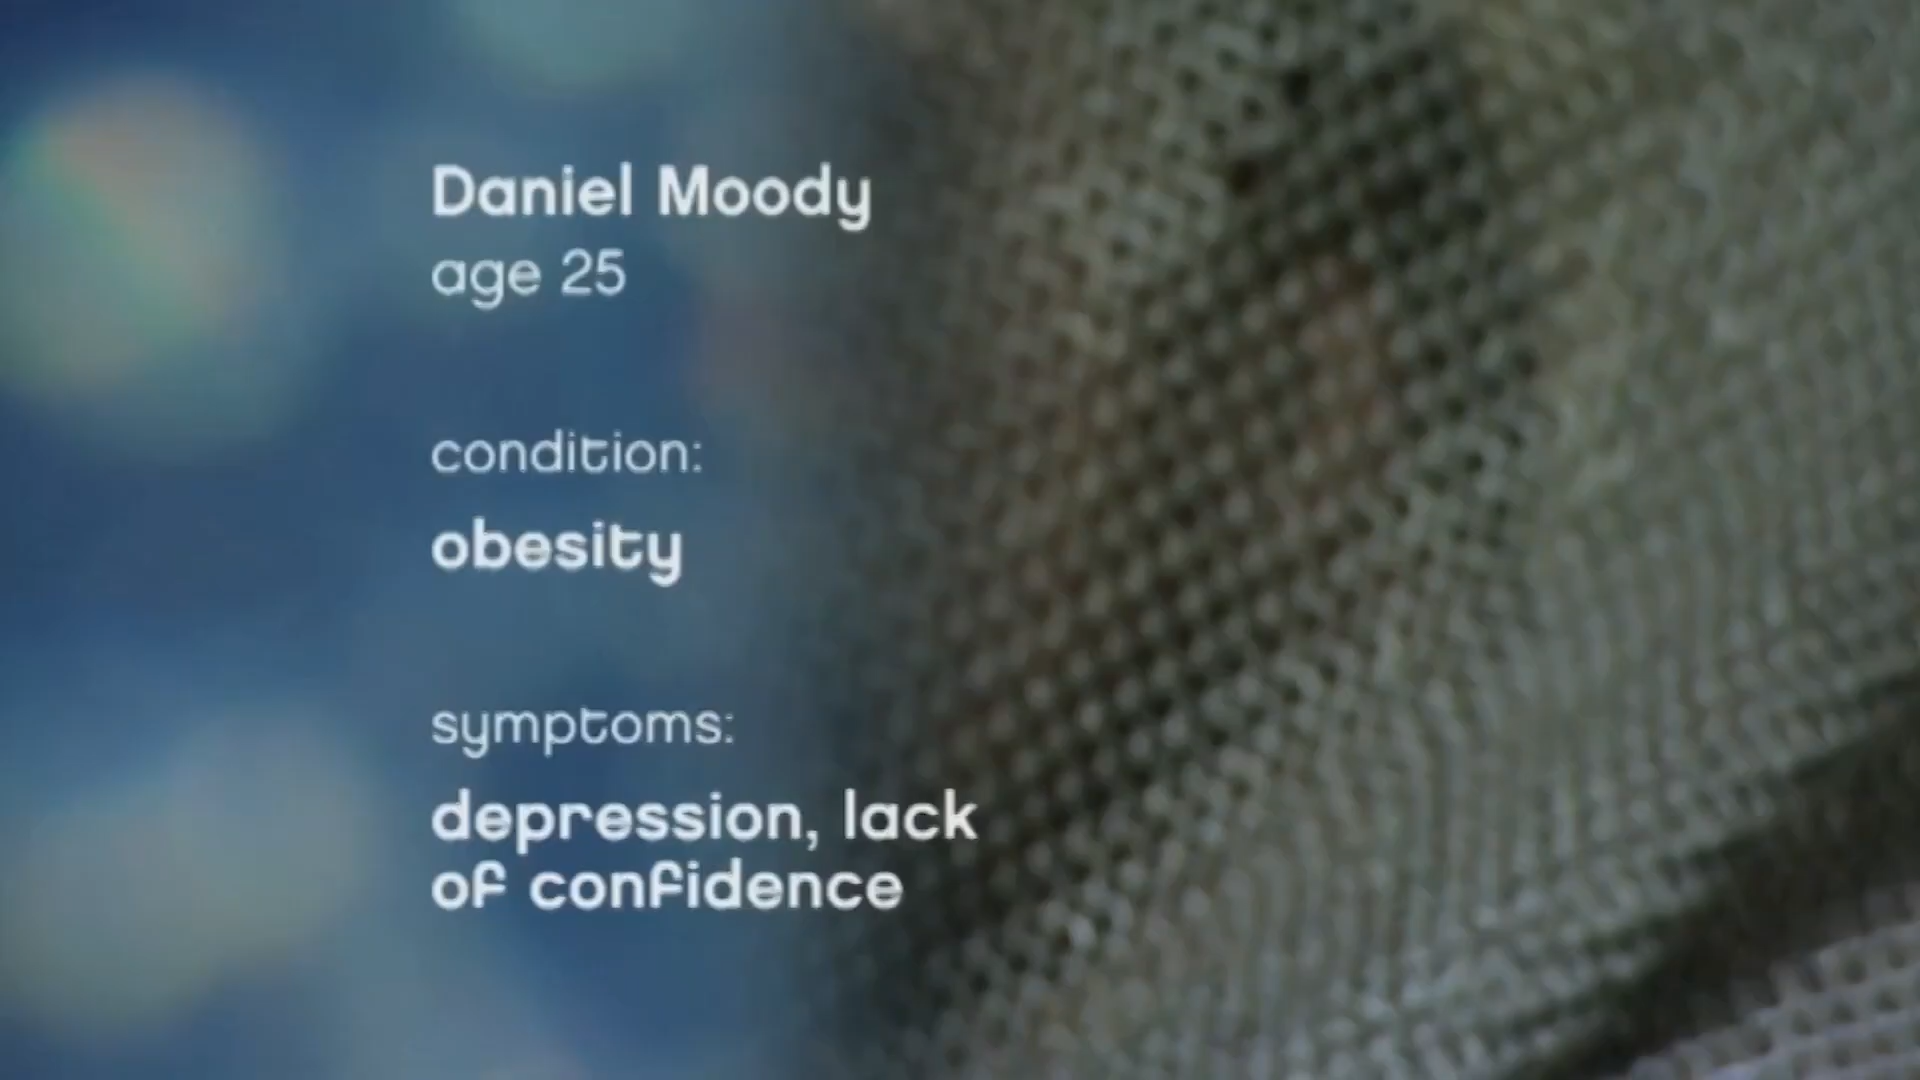 Daniel Moody
age 25
condition:
obesity
symptoms:
depression, lack
of confidence